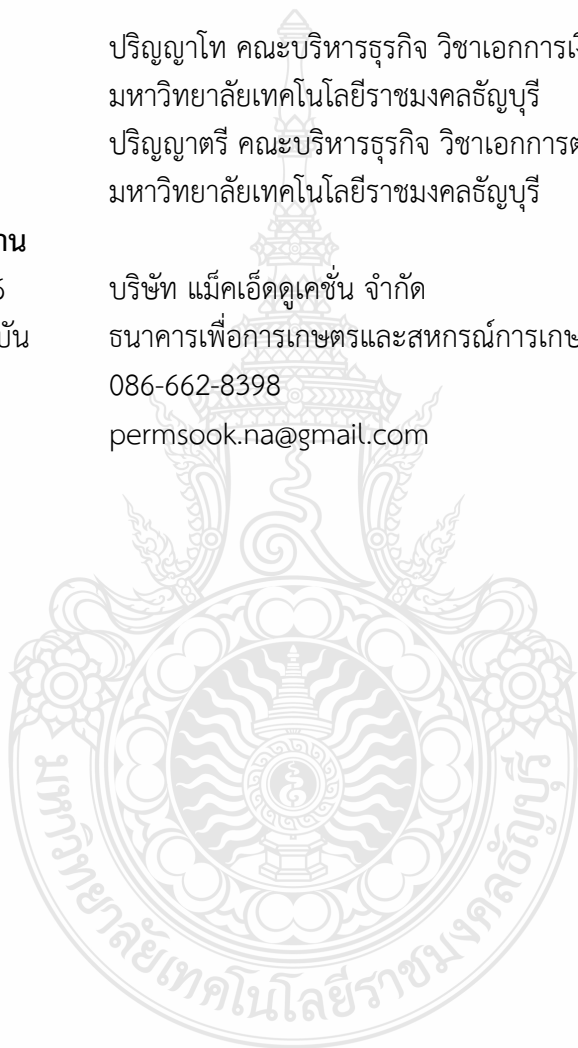 ปริญญาโท คณะบริหารธุรกิจ วิชาเอกการเ
มหาวิทยาลัยเทคโนโลยีราชมงคลธัญบุรี
ปริญญาตรี คณะบริหารธุรกิจ วิชาเอกการต
มหาวิทยาลัยเทคโนโลยีราชมงคลธัญบุรี
าน
6 บริษัท แม็คเอ็ดดูเคชั่น จำกัด
บัน ธนาคารเพื่อการเกษตรและสหกรณ์การเกษ
086-662-8398
permsook.na@gmail.com
มหาวิทยาลัยเทคโนโลยีราชมงคลธัญบุรี